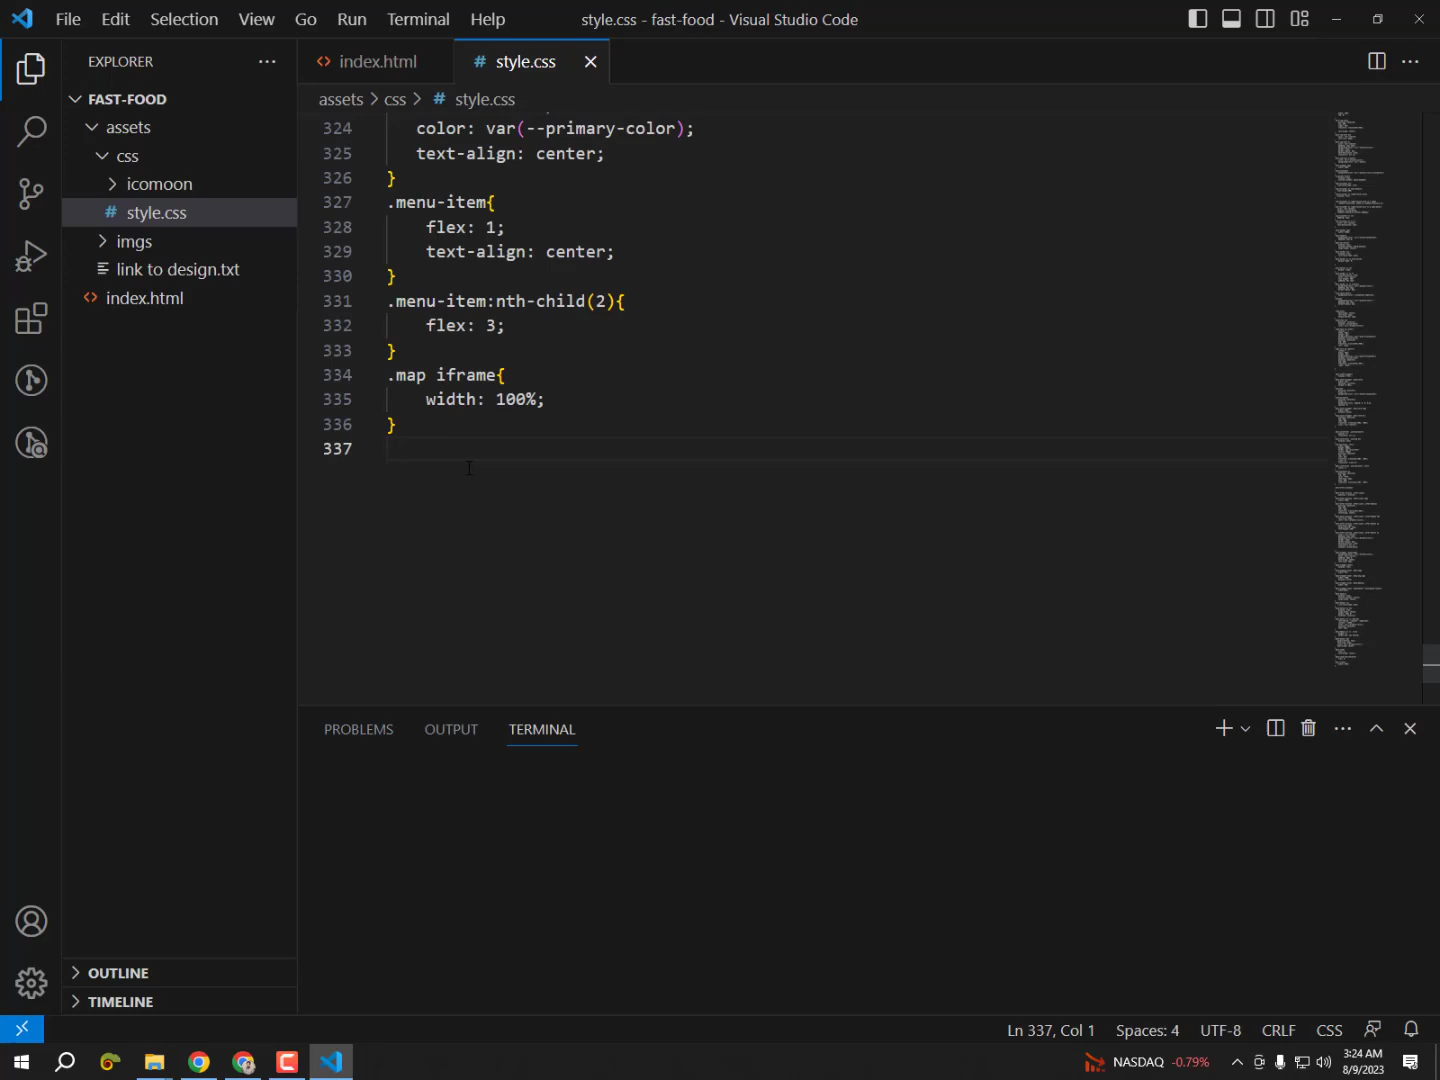 File Edit Selection View Go Run Terminal Help
style.css - fast-food - Visual Studio Code
EXPLORER
FAST-FOOD
assets
css
icomoon
# style.css
imgs
link to design.txt
<> index.html
OUTLINE
TIMELINE
<> index.html
# style.css
assets > css > # style.css
324 color: var(--primary-color);
325 text-align: center;
326 }
327 .menu-item{
328 flex: 1;
329 text-align: center;
330 }
331 .menu-item:nth-child(2){
332 flex: 3;
333 }
334 .map iframe{
335 width: 100%;
336 }
337
PROBLEMS OUTPUT TERMINAL
Ln 337, Col 1 Spaces: 4 UTF-8 CRLF CSS
NASDAQ -0.79%
3:24 AM
8/9/2023